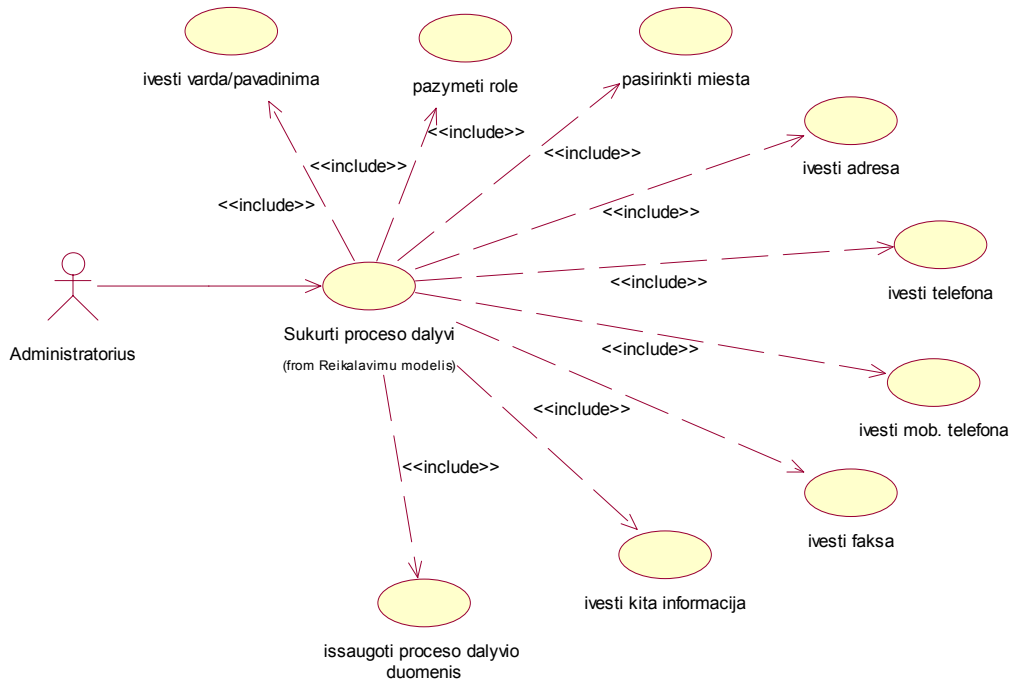 ivesti varda/pavadinima
pazymeti role
pasirinkti miesta
<<include>>
<<include>>
<<include>>
ivesti adresa
<<include>>
<<include>>
ivesti telefona
<<include>>
Administratorius
Sukurti proceso dalyvi
(from Reikalavimu modelis)
<<include>>
<<include>>
ivesti mob. telefona
<<include>>
ivesti faksa
ivesti kita informacija
issaugoti proceso dalyvio
duomenis